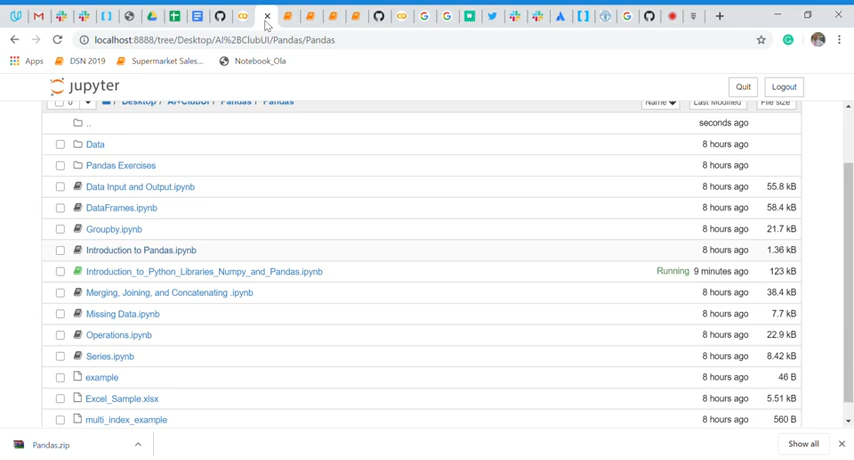 localhost:8888/tree/Desktop/AI%2BClubUI/Pandas/Pandas
Apps DSN 2019 Supermarket Sales... Notebook_Ola
jupyter Quit Logout
0 / Desktop / AI+ClubUI / Pandas / Pandas Name Last Modified File size
.. seconds ago
Data 8 hours ago
Pandas Exercises 8 hours ago
Data Input and Output.ipynb 8 hours ago 55.8 kB
DataFrames.ipynb 8 hours ago 58.4 kB
Groupby.ipynb 8 hours ago 21.7 kB
Introduction to Pandas.ipynb 8 hours ago 1.36 kB
Introduction_to_Python_Libraries_Numpy_and_Pandas.ipynb Running 9 minutes ago 123 kB
Merging, Joining, and Concatenating .ipynb 8 hours ago 38.4 kB
Missing Data.ipynb 8 hours ago 7.7 kB
Operations.ipynb 8 hours ago 22.9 kB
Series.ipynb 8 hours ago 8.42 kB
example 8 hours ago 46 B
Excel_Sample.xlsx 8 hours ago 5.51 kB
multi_index_example 8 hours ago 560 B
Pandas.zip Show all